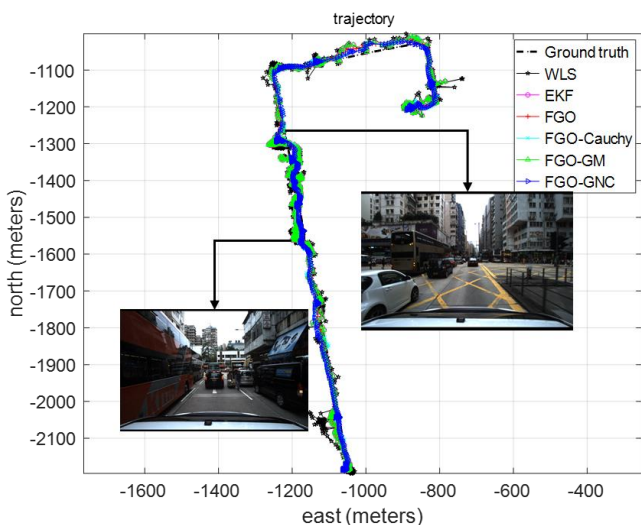 trajectory
Ground truth
WLS
EKF
FGO
FGO-Cauchy
FGO-GM
FGO-GNC
-1100
-1200
-1300
-1400
-1500
-1600
-1700
-1800
-1900
-2000
-2100
north (meters)
-1600
-1400
-1200
-1000
-800
-600
-400
east (meters)